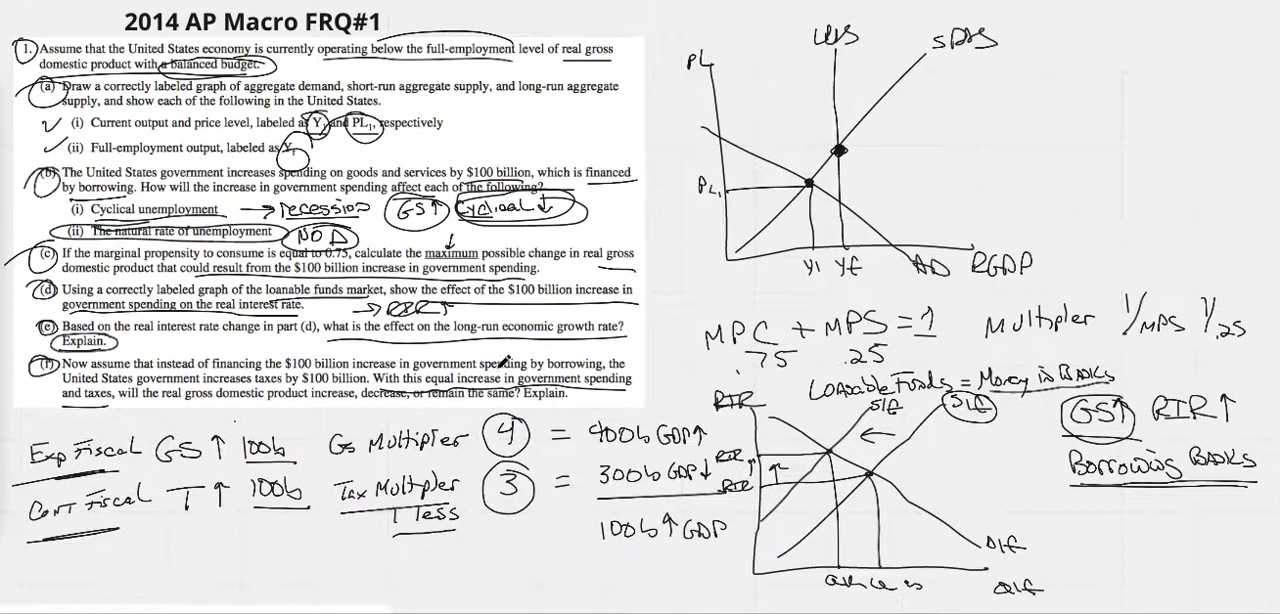 2014 AP Macro FRQ#1
1. Assume that the United States economy is currently operating below the full-employment level of real gross
domestic product with a balanced budget.
(a) Draw a correctly labeled graph of aggregate demand, short-run aggregate supply, and long-run aggregate
supply, and show each of the following in the United States.
(i) Current output and price level, labeled as Y1 and PL1, respectively
(ii) Full-employment output, labeled as Yf
(b) The United States government increases spending on goods and services by $100 billion, which is financed
by borrowing. How will the increase in government spending affect each of the following?
(i) Cyclical unemployment → recession GS↑ Cyclical ↓
(ii) The natural rate of unemployment NO Δ
(c) If the marginal propensity to consume is equal to 0.75, calculate the maximum possible change in real gross
domestic product that could result from the $100 billion increase in government spending.
(d) Using a correctly labeled graph of the loanable funds market, show the effect of the $100 billion increase in
government spending on the real interest rate. → RIR↑
(e) Based on the real interest rate change in part (d), what is the effect on the long-run economic growth rate?
Explain.
(f) Now assume that instead of financing the $100 billion increase in government spending by borrowing, the
United States government increases taxes by $100 billion. With this equal increase in government spending
and taxes, will the real gross domestic product increase, decrease, or remain the same? Explain.
Exp Fiscal GS ↑ 100b Gs Multipler 4 = 400b GDP↑
Cont Fiscal T ↑ 100b Tax Multpler 3 = 300b GDP↓
1 less
100b↑ GDP
PL
LRAS
SRAS
PL1
Y1 Yf AD RGDP
MPC + MPS = 1 Multipler 1/MPS 1/.25
.75 .25
Loanable Funds = Money in Banks
RIR
Slf
Slf
RIR
RIR
Dlf
Qlf
GS↑ RIR ↑
Borrowing Banks